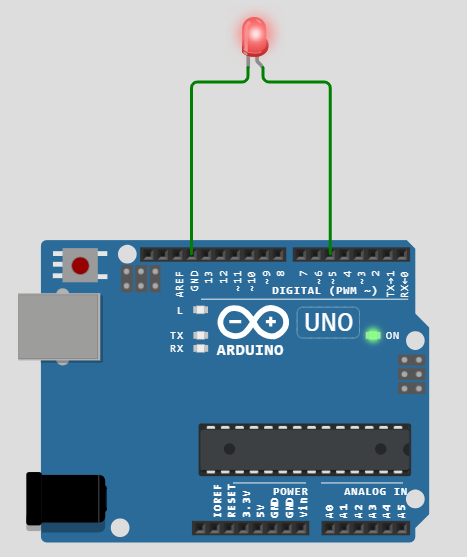 AREF
GND
13
12
~11
~10
~9
8
7
~6
~5
4
~3
2
TX→1
RX←0
DIGITAL (PWM ~)
L
TX
RX
UNO
ON
ARDUINO
POWER
ANALOG IN
IOREF
RESET
3.3V
5V
GND
GND
Vin
A0
A1
A2
A3
A4
A5